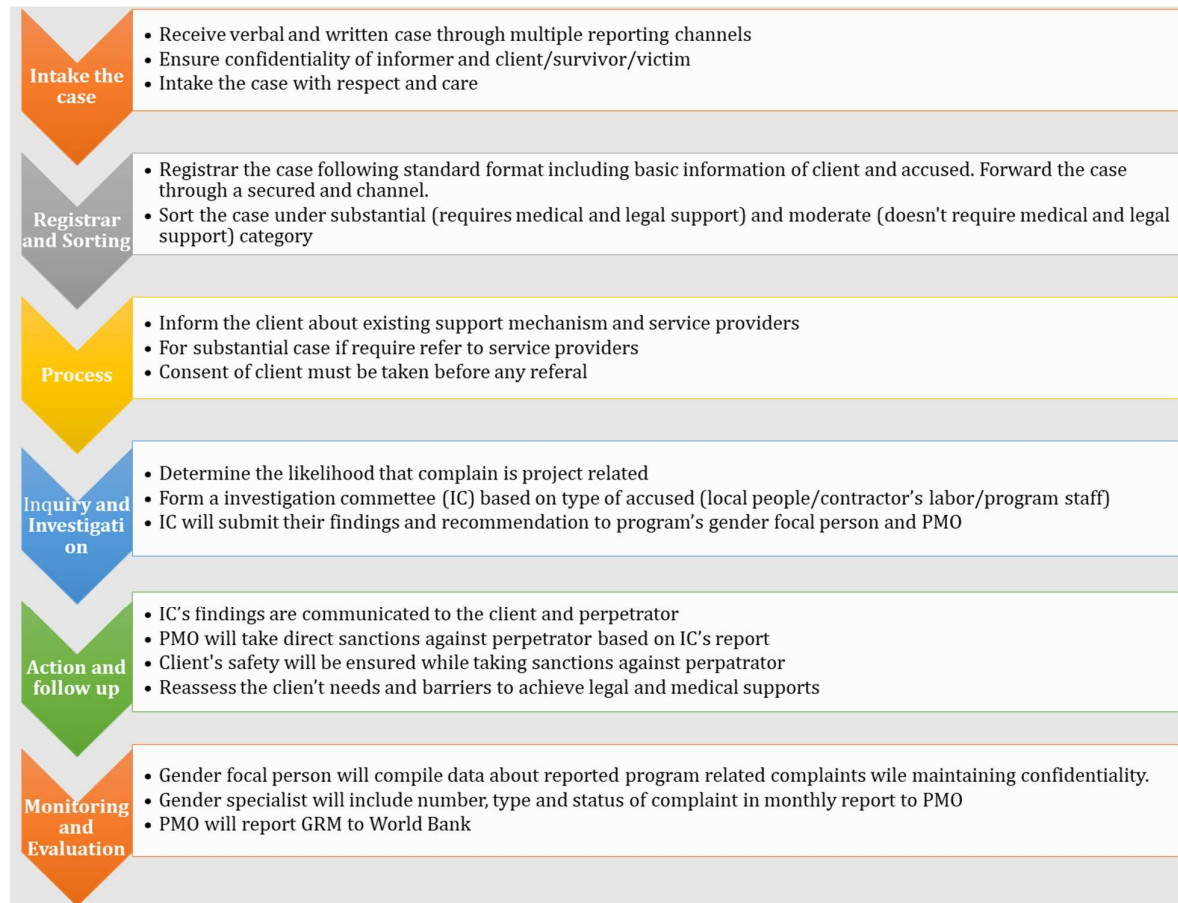 Intake the
case
• Receive verbal and written case through multiple reporting channels
• Ensure confidentiality of informer and client/survivor/victim
• Intake the case with respect and care
Registrar
and Sorting
• Registrar the case following standard format including basic information of client and accused. Forward the case
through a secured and channel.
• Sort the case under substantial (requires medical and legal support) and moderate (doesn't require medical and legal
support) category
Process
• Inform the client about existing support mechanism and service providers
• For substantial case if require refer to service providers
• Consent of client must be taken before any referal
Inquiry and
Investigati
on
• Determine the likelihood that complain is project related
• Form a investigation committee (IC) based on type of accused (local people/contractor's labor/program staff)
• IC will submit their findings and recommendation to program's gender focal person and PMO
Action and
follow up
• IC's findings are communicated to the client and perpetrator
• PMO will take direct sanctions against perpetrator based on IC's report
• Client's safety will be ensured while taking sanctions against perpatrator
• Reassess the clien't needs and barriers to achieve legal and medical supports
Monitoring
and
Evaluation
• Gender focal person will compile data about reported program related complaints wile maintaining confidentiality.
• Gender specialist will include number, type and status of complaint in monthly report to PMO
• PMO will report GRM to World Bank